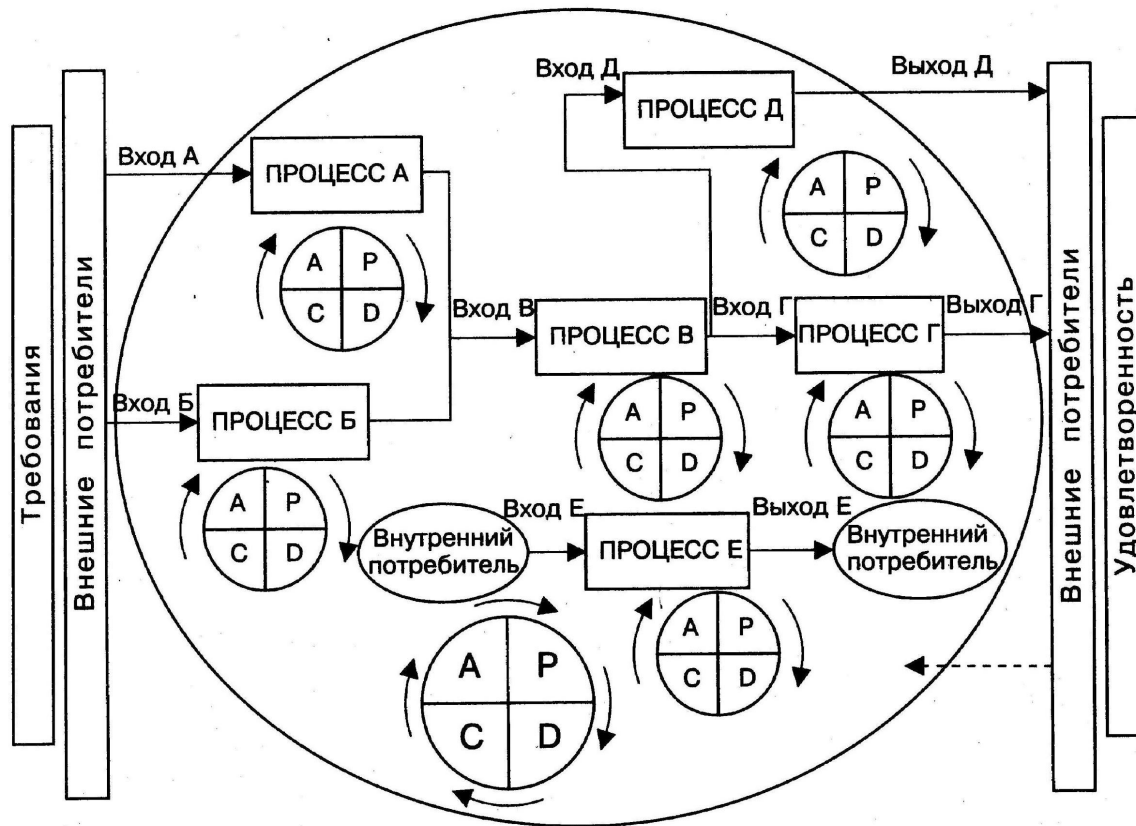 Требования
Внешние потребители
Вход А
ПРОЦЕСС А
A P
C D
Вход Б
ПРОЦЕСС Б
A P
C D
Вход В
ПРОЦЕСС В
A P
C D
Вход Д
ПРОЦЕСС Д
Выход Д
A P
C D
Вход Г
ПРОЦЕСС Г
Выход Г
A P
C D
Внутренний
потребитель
Вход Е
ПРОЦЕСС Е
Выход Е
Внутренний
потребитель
A P
C D
A P
C D
Внешние потребители
Удовлетворенность